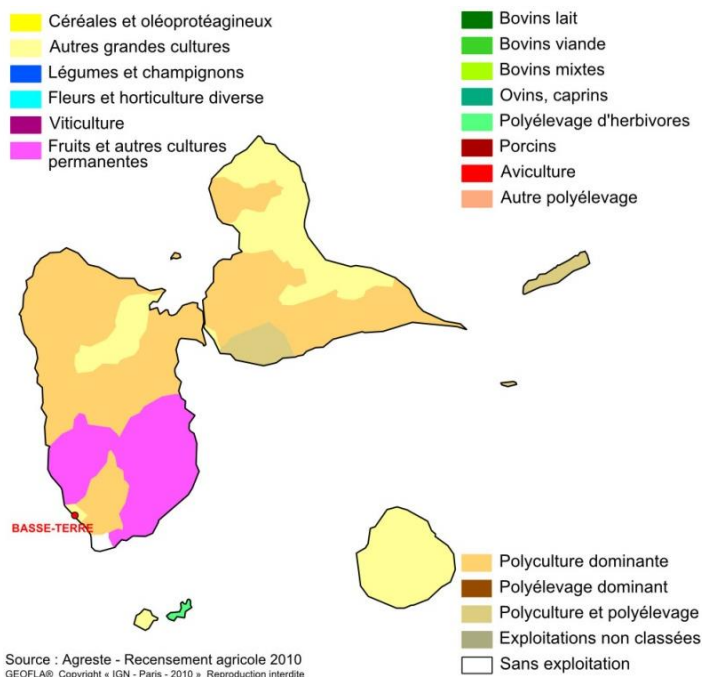 Céréales et oléoprotéagineux
Autres grandes cultures
Légumes et champignons
Fleurs et horticulture diverse
Viticulture
Fruits et autres cultures
permanentes
Bovins lait
Bovins viande
Bovins mixtes
Ovins, caprins
Polyélevage d'herbivores
Porcins
Aviculture
Autre polyélevage
BASSE-TERRE
Polyculture dominante
Polyélevage dominant
Polyculture et polyélevage
Exploitations non classées
Sans exploitation
Source : Agreste - Recensement agricole 2010
GEOFLA® Copyright « IGN - Paris - 2010 » Reproduction interdite